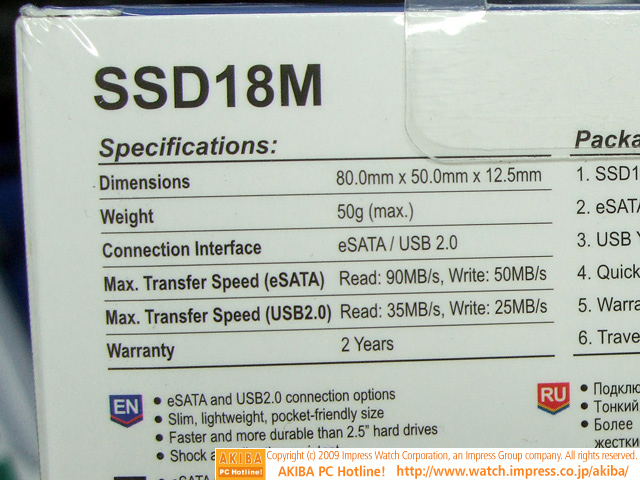 SSD18M
Specifications:
Dimensions 80.0mm x 50.0mm x 12.5mm
Weight 50g (max.)
Connection Interface eSATA / USB 2.0
Max. Transfer Speed (eSATA) Read: 90MB/s, Write: 50MB/s
Max. Transfer Speed (USB2.0) Read: 35MB/s, Write: 25MB/s
Warranty 2 Years
Packa
1. SSD1
2. eSATA
3. USB Y
4. Quick
5. Warra
6. Trave
EN
• eSATA and USB2.0 connection options
• Slim, lightweight, pocket-friendly size
• Faster and more durable than 2.5" hard drives
• Shock a
RU
• Подклю
• Тонкий
• Более
жестки
AKIBA PC Hotline!
Copyright (c) 2009 Impress Watch Corporation, an Impress Group company. All rights reserved.
AKIBA PC Hotline! http://www.watch.impress.co.jp/akiba/